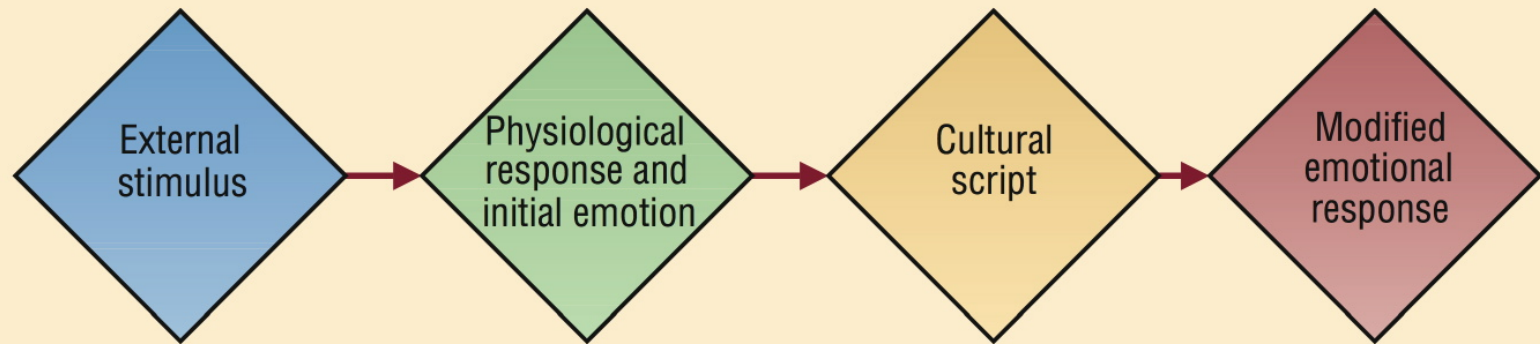 External
stimulus
Physiological
response and
initial emotion
Cultural
script
Modified
emotional
response